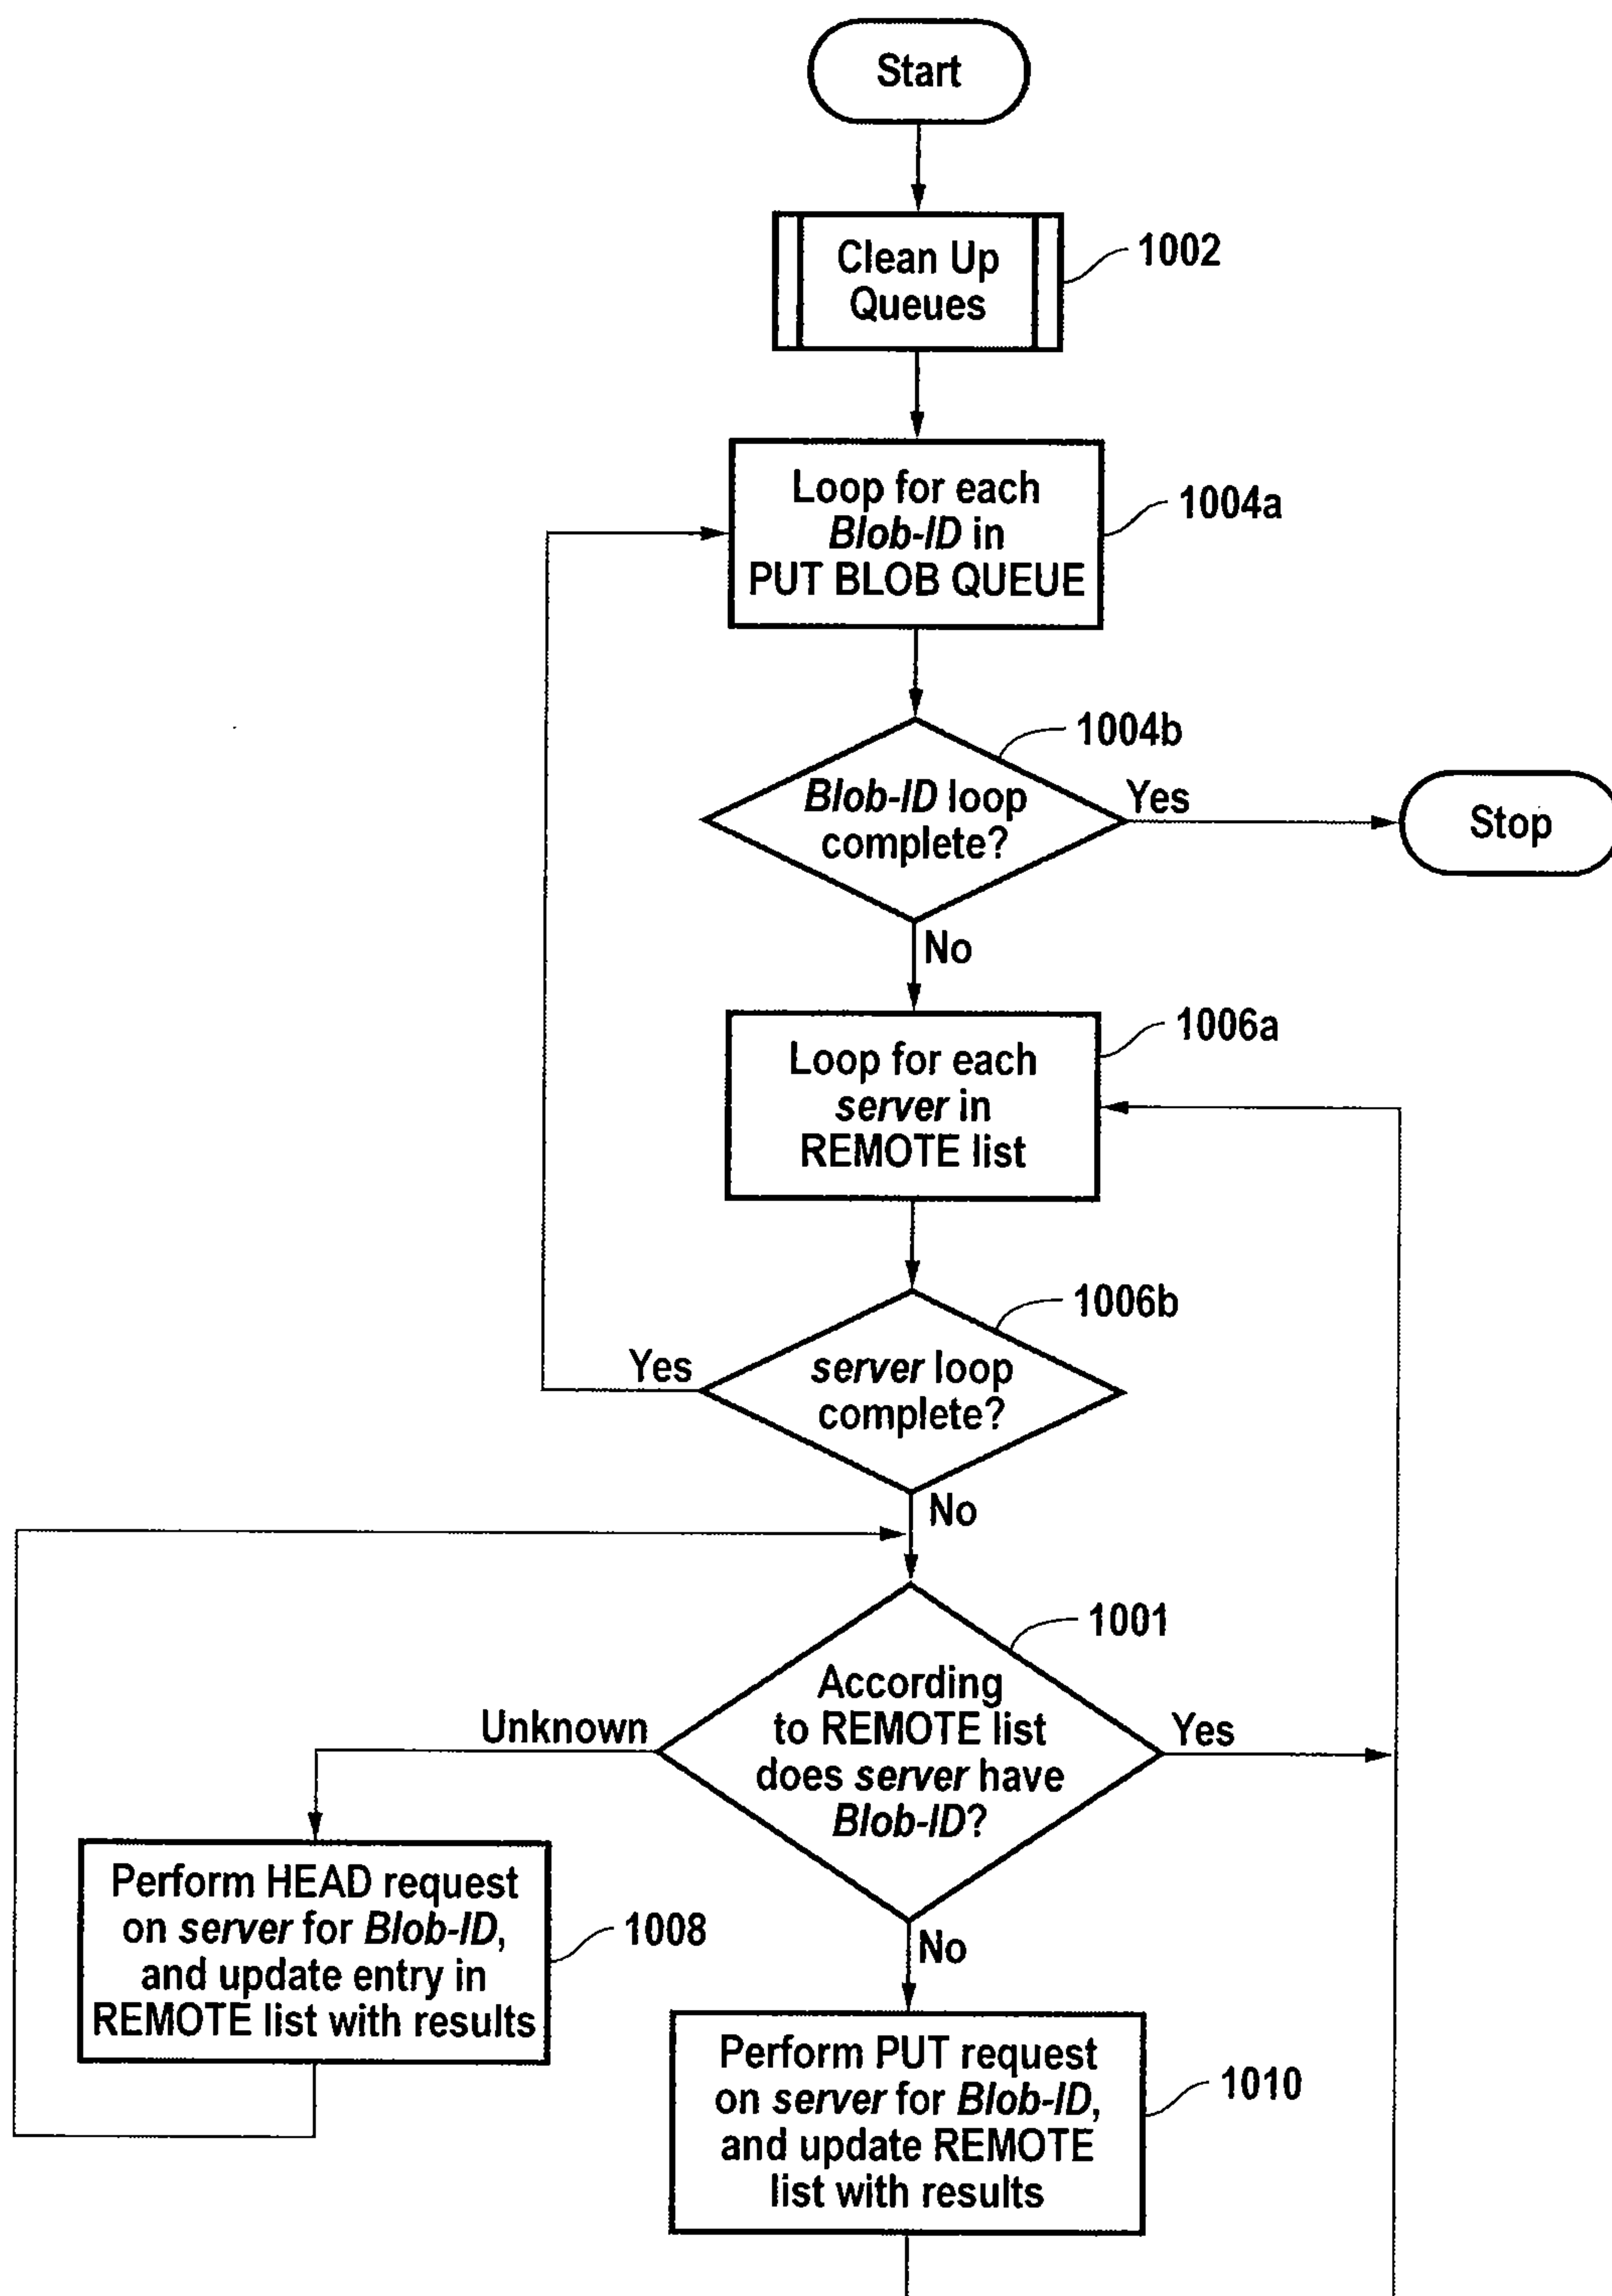 Start
Clean Up
Queues
1002
Loop for each
Blob-ID in
PUT BLOB QUEUE
1004a
1004b
Blob-ID loop
complete?
Yes
Stop
No
Loop for each
server in
REMOTE list
1006a
1006b
server loop
complete?
Yes
No
1001
According
to REMOTE list
does server have
Blob-ID?
Unknown
Yes
Perform HEAD request
on server for Blob-ID,
and update entry in
REMOTE list with results
1008
No
Perform PUT request
on server for Blob-ID,
and update REMOTE
list with results
1010